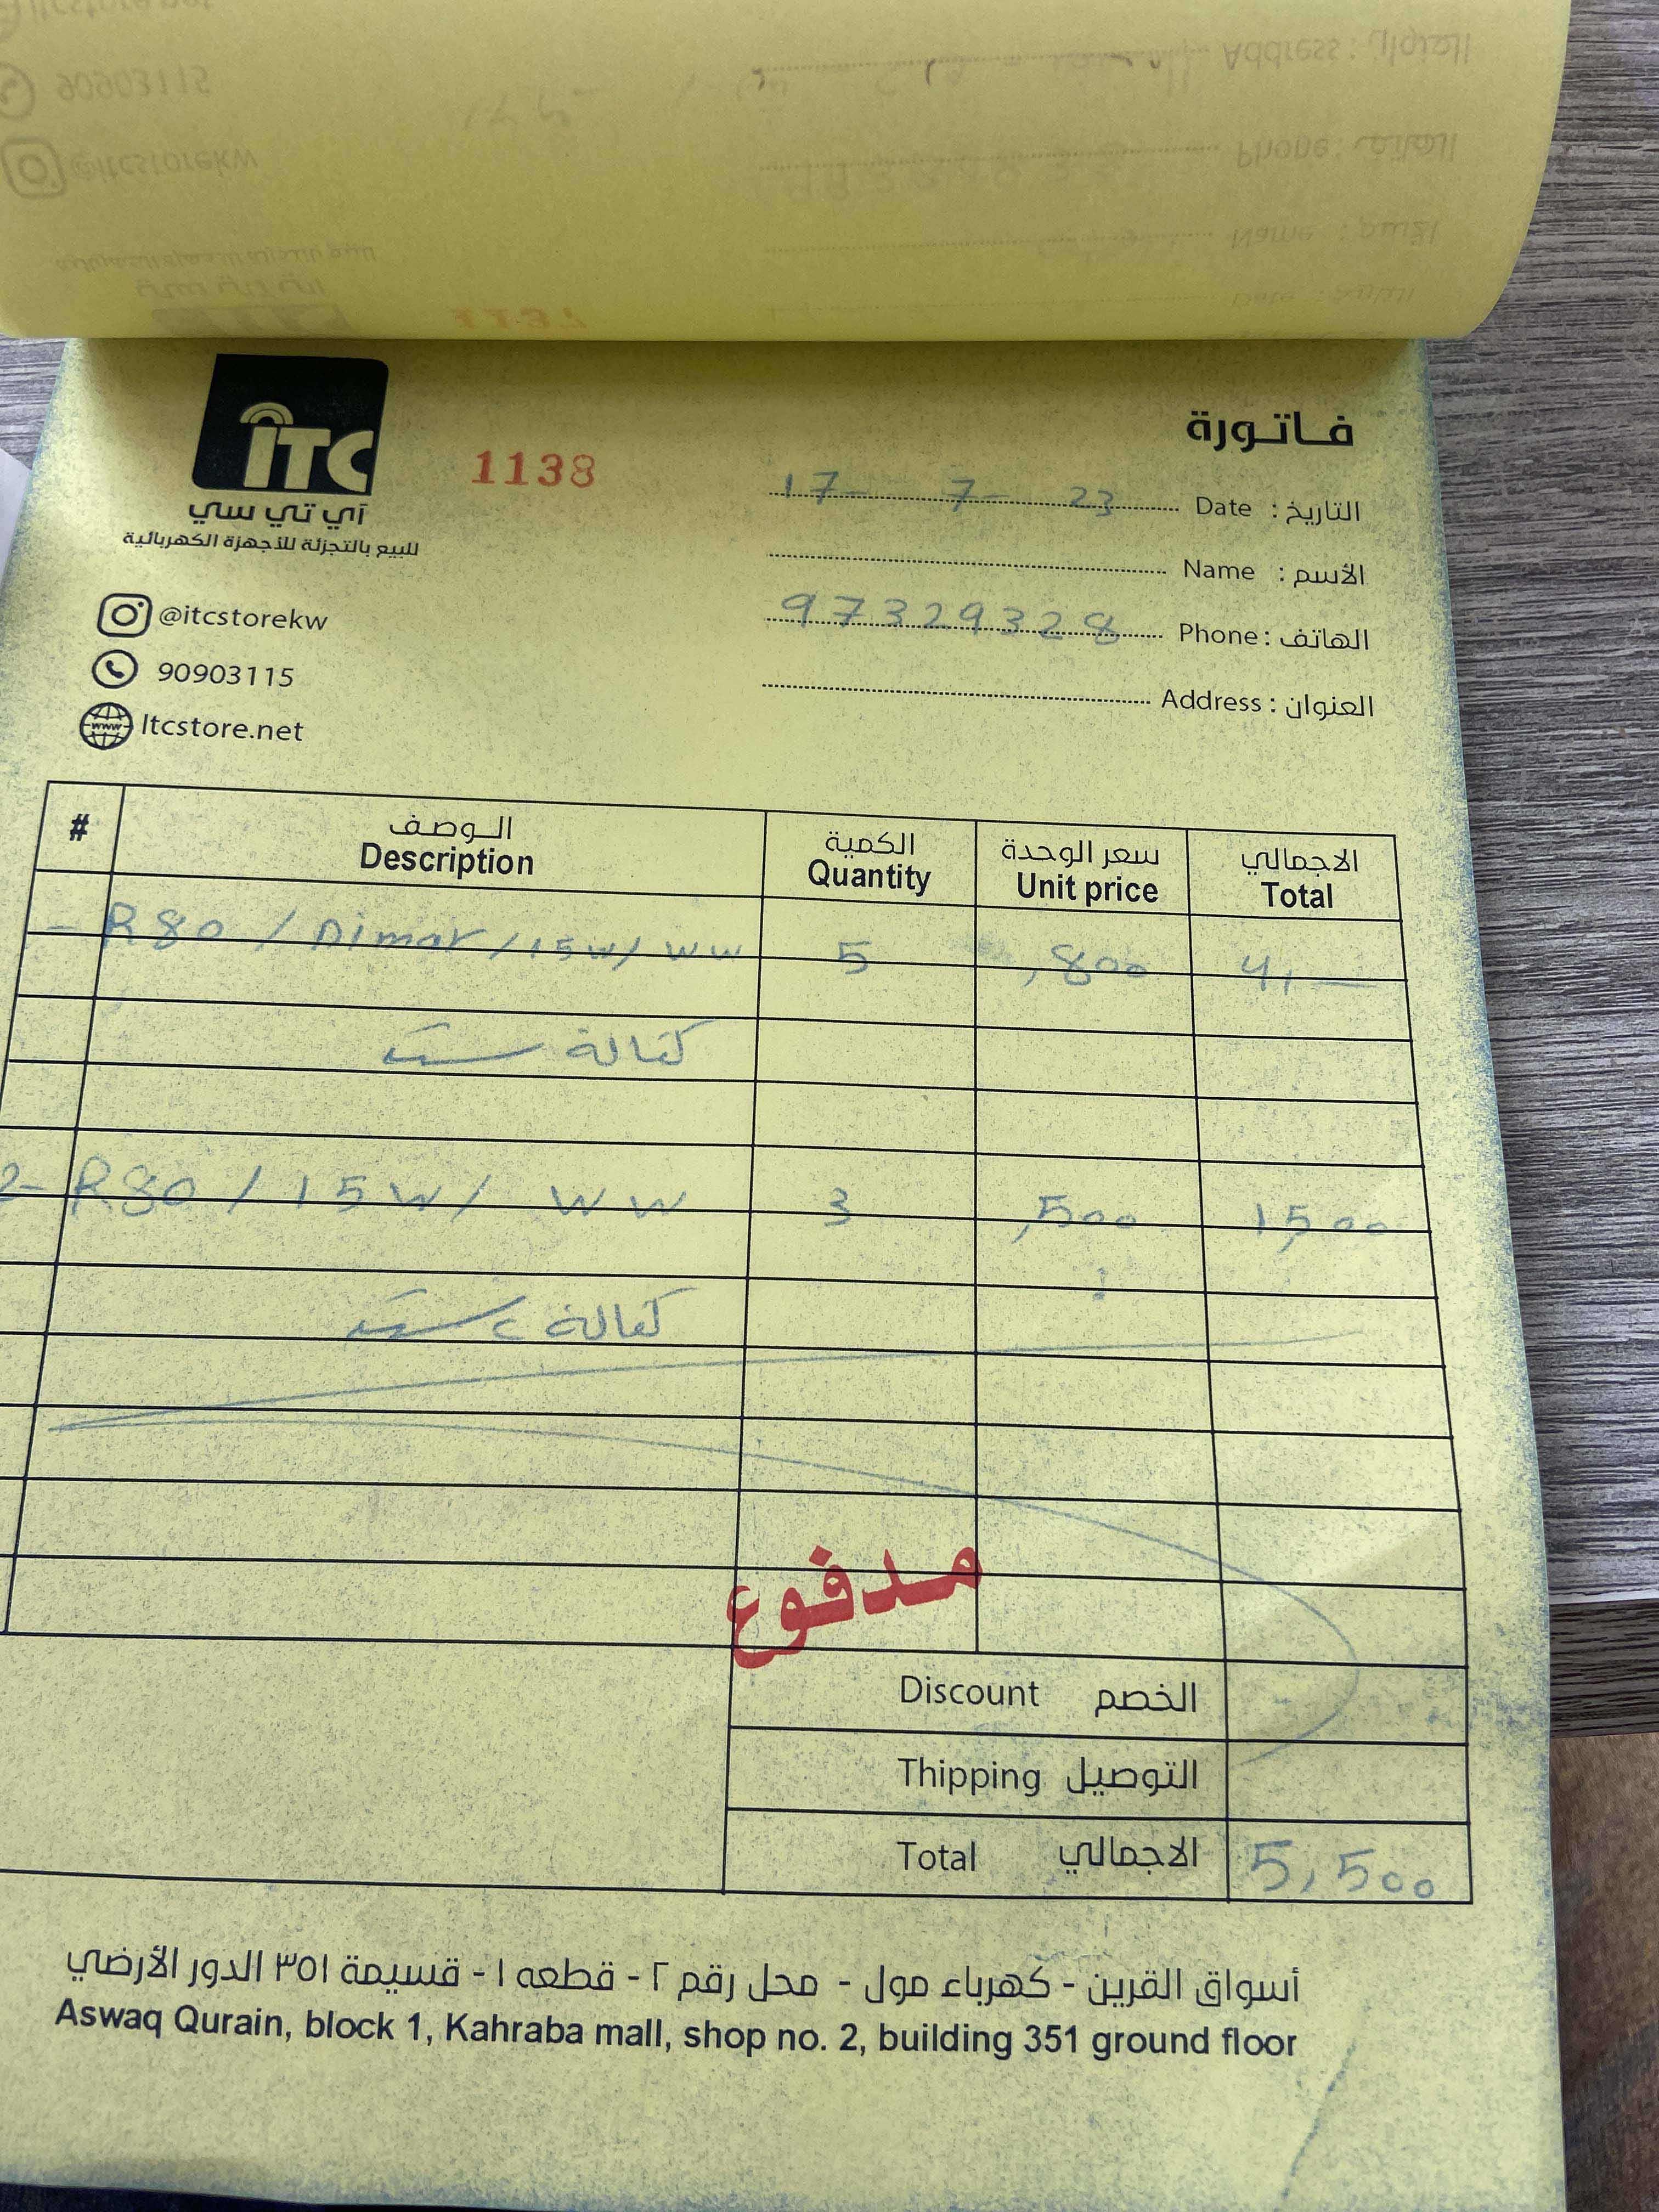 فاتورة
ITC
آي تي سي
للبيع بالتجزئة للأجهزة الكهربائية
1138
@itcstorekw
90903115
Itcstore.net
التاريخ : Date 17-7-23
الأسم : Name
الهاتف : Phone 97329328
العنوان : Address
# الوصف الكمية سعر الوحدة الاجمالي
Description Quantity Unit price Total
- R80 / Dimar / 15W / WW 5 ,800 4,—
كفالة سنة
2- R80 / 15W / WW 3 ,500 1,500
كفالة ٢ سنة
مدفوع
Discount الخصم
Thipping التوصيل
Total الاجمالي 5,500
أسواق القرين - كهرباء مول - محل رقم ٢ - قطعه ١ - قسيمة ٣٥١ الدور الأرضي
Aswaq Qurain, block 1, Kahraba mall, shop no. 2, building 351 ground floor